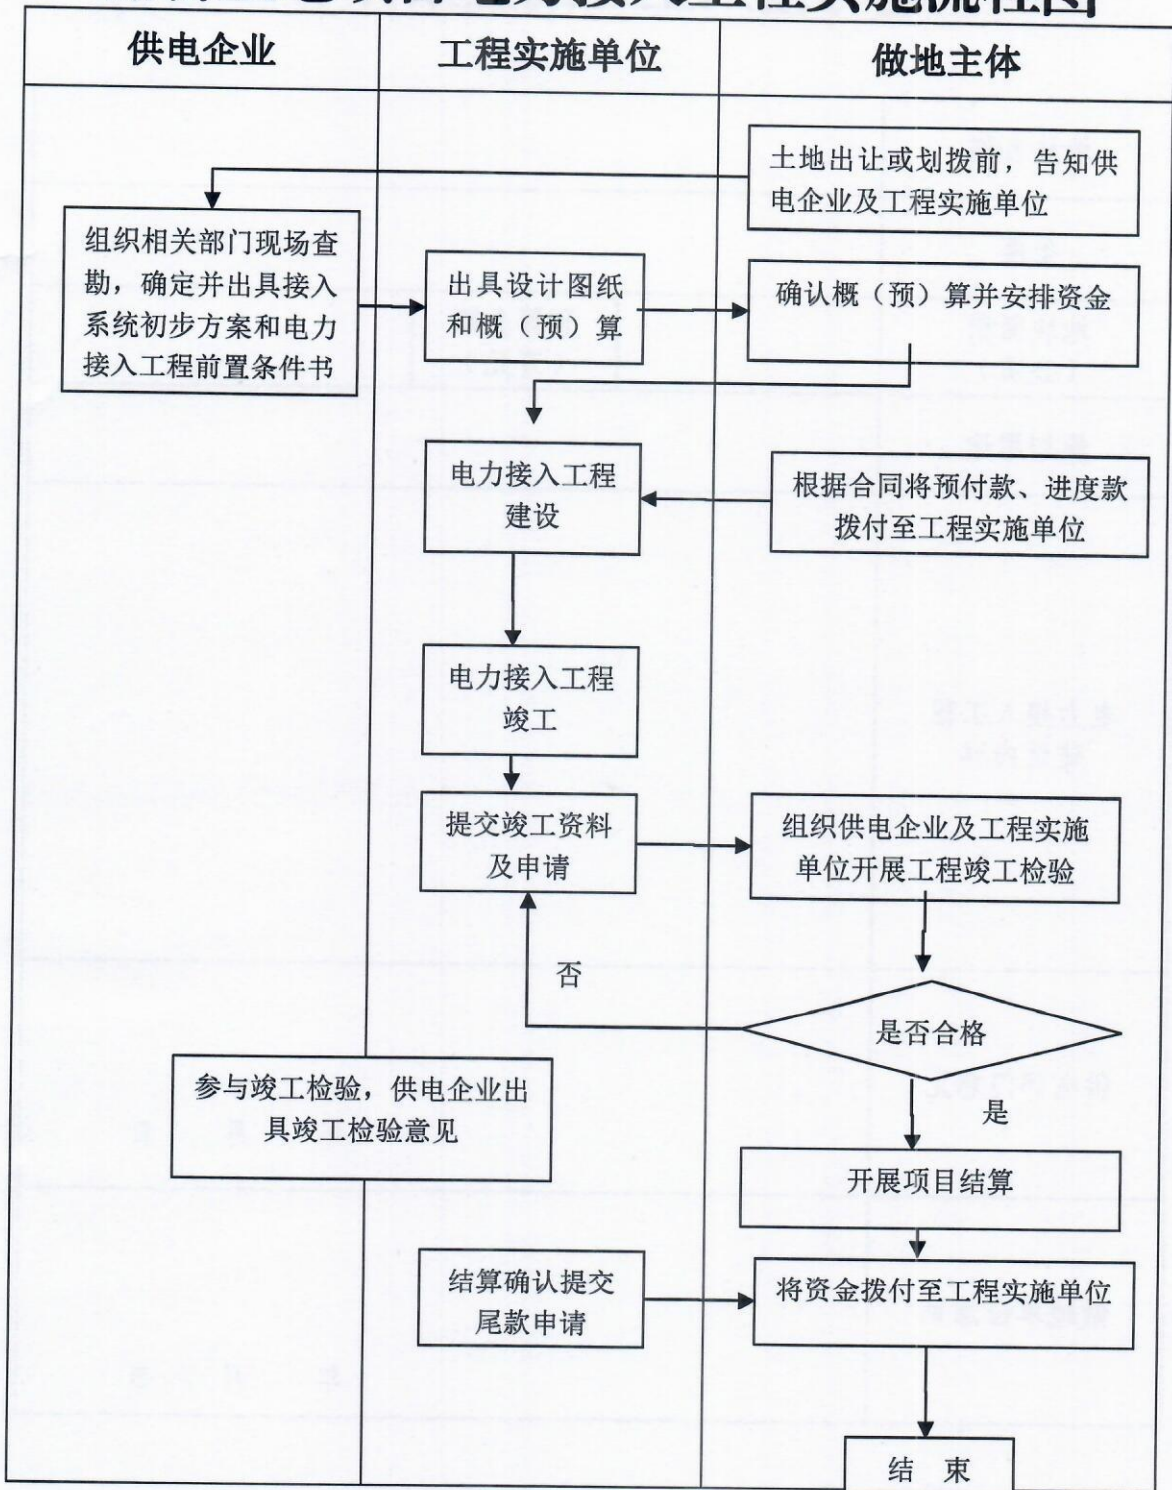 电力接入工程实施流程图
供电企业
工程实施单位
做地主体
土地出让或划拨前，告知供
电企业及工程实施单位
组织相关部门现场查
勘，确定并出具接入
系统初步方案和电力
接入工程前置条件书
出具设计图纸
和概（预）算
确认概（预）算并安排资金
电力接入工程
建设
根据合同将预付款、进度款
拨付至工程实施单位
电力接入工程
竣工
提交竣工资料
及申请
组织供电企业及工程实施
单位开展工程竣工检验
否
是否合格
参与竣工检验，供电企业出
具竣工检验意见
是
开展项目结算
结算确认提交
尾款申请
将资金拨付至工程实施单位
结 束